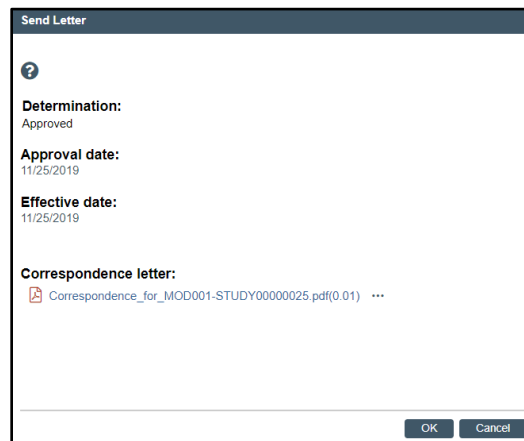 Send Letter
?
Determination:
Approved
Approval date:
11/25/2019
Effective date:
11/25/2019
Correspondence letter:
Correspondence_for_MOD001-STUDY00000025.pdf(0.01) ···
OK Cancel